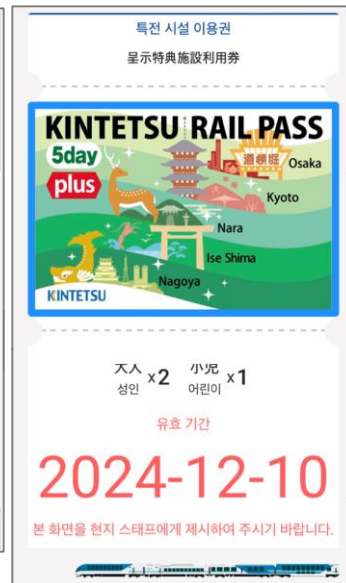 특전 시설 이용권
呈示特典施設利用券
KINTETSU RAIL PASS
5day
plus
道頓堀
Osaka
Kyoto
Nara
Ise Shima
Nagoya
KINTETSU
大人 x2 小児 x1
성인 어린이
유효 기간
2024-12-10
본 화면을 현지 스태프에게 제시하여 주시기 바랍니다.